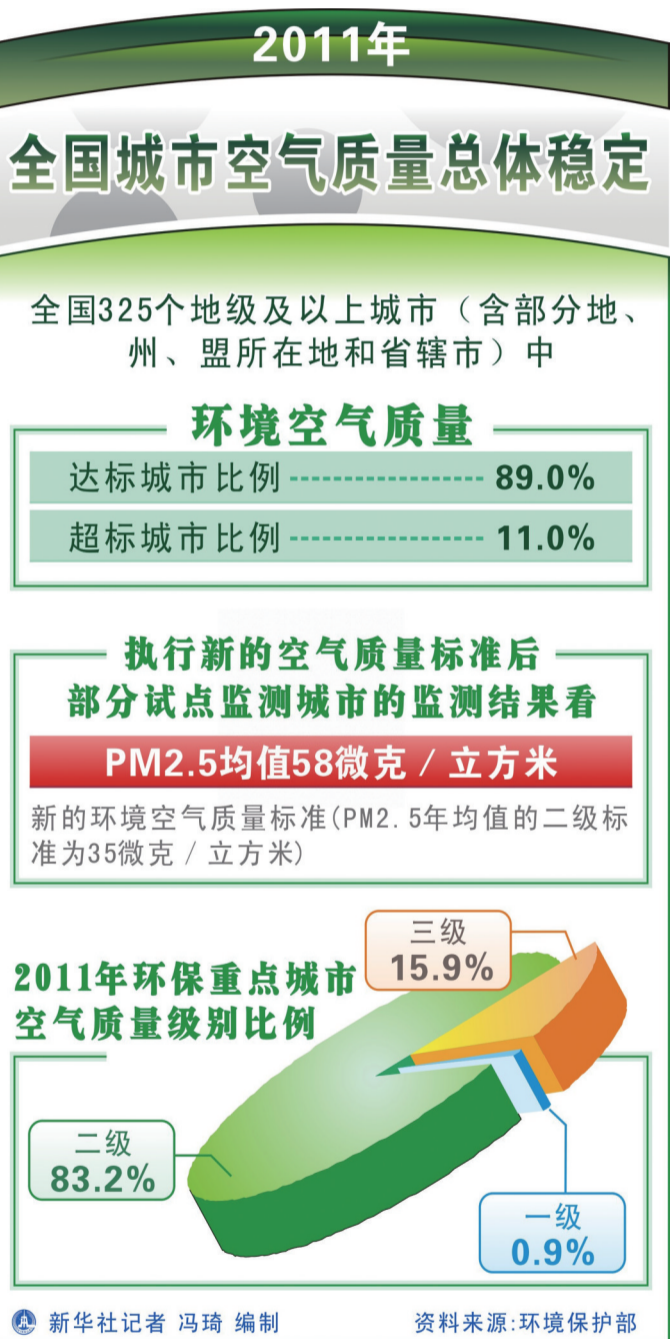 2011年
全国城市空气质量总体稳定
全国325个地级及以上城市（含部分地、
州、盟所在地和省辖市）中
环境空气质量
达标城市比例 ------------------ 89.0%
超标城市比例 ------------------ 11.0%
执行新的空气质量标准后
部分试点监测城市的监测结果看
PM2.5均值58微克/立方米
新的环境空气质量标准(PM2.5年均值的二级标
准为35微克/立方米)
2011年环保重点城市
空气质量级别比例
三级
15.9%
二级
83.2%
一级
0.9%
新华社记者 冯琦 编制
资料来源:环境保护部